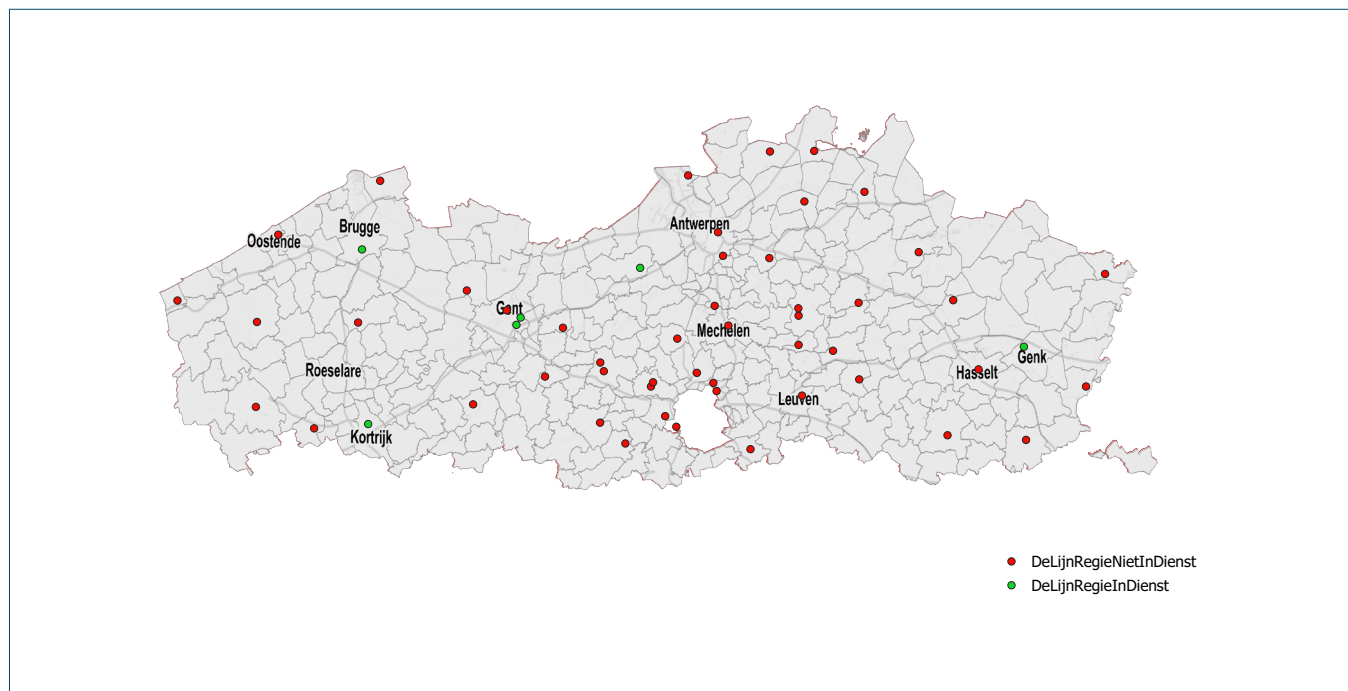 Antwerpen
Brugge
Oostende
Gent
Mechelen
Genk
Roeselare
Hasselt
Leuven
Kortrijk
DeLijnRegieNietInDienst
DeLijnRegieInDienst